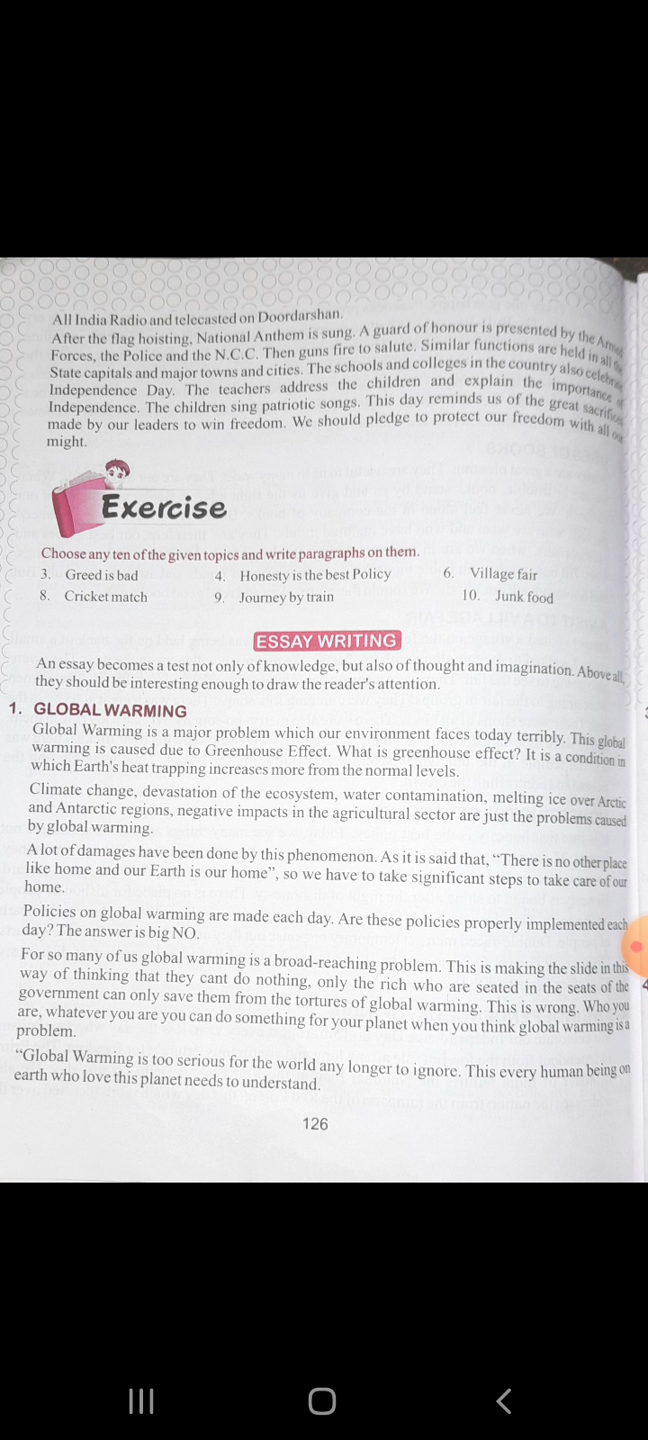 All India Radio and telecasted on Doordarshan.
After the flag hoisting, National Anthem is sung. A guard of honour is presented by the
Forces, the Police and the N.C.C. Then guns fire to salute. Similar functions are held in all
State capitals and major towns and cities. The schools and colleges in the country also
Independence Day. The teachers address the children and explain the importance
Independence. The children sing patriotic songs. This day reminds us of the great
made by our leaders to win freedom. We should pledge to protect our freedom with all our
might.
Exercise
Choose any ten of the given topics and write paragraphs on them.
3. Greed is bad 4. Honesty is the best Policy 6. Village fair
8. Cricket match 9. Journey by train 10. Junk food
ESSAY WRITING
An essay becomes a test not only of knowledge, but also of thought and imagination. Above all,
they should be interesting enough to draw the reader's attention.
1. GLOBAL WARMING
Global Warming is a major problem which our environment faces today terribly. This global
warming is caused due to Greenhouse Effect. What is greenhouse effect? It is a condition in
which Earth's heat trapping increases more from the normal levels.
Climate change, devastation of the ecosystem, water contamination, melting ice over Arctic
and Antarctic regions, negative impacts in the agricultural sector are just the problems caused
by global warming.
A lot of damages have been done by this phenomenon. As it is said that, “There is no other place
like home and our Earth is our home”, so we have to take significant steps to take care of our
home.
Policies on global warming are made each day. Are these policies properly implemented each
day? The answer is big NO.
For so many of us global warming is a broad-reaching problem. This is making the slide in this
way of thinking that they cant do nothing, only the rich who are seated in the seats of the
government can only save them from the tortures of global warming. This is wrong. Who you
are, whatever you are you can do something for your planet when you think global warming is a
problem.
“Global Warming is too serious for the world any longer to ignore. This every human being on
earth who love this planet needs to understand.
126